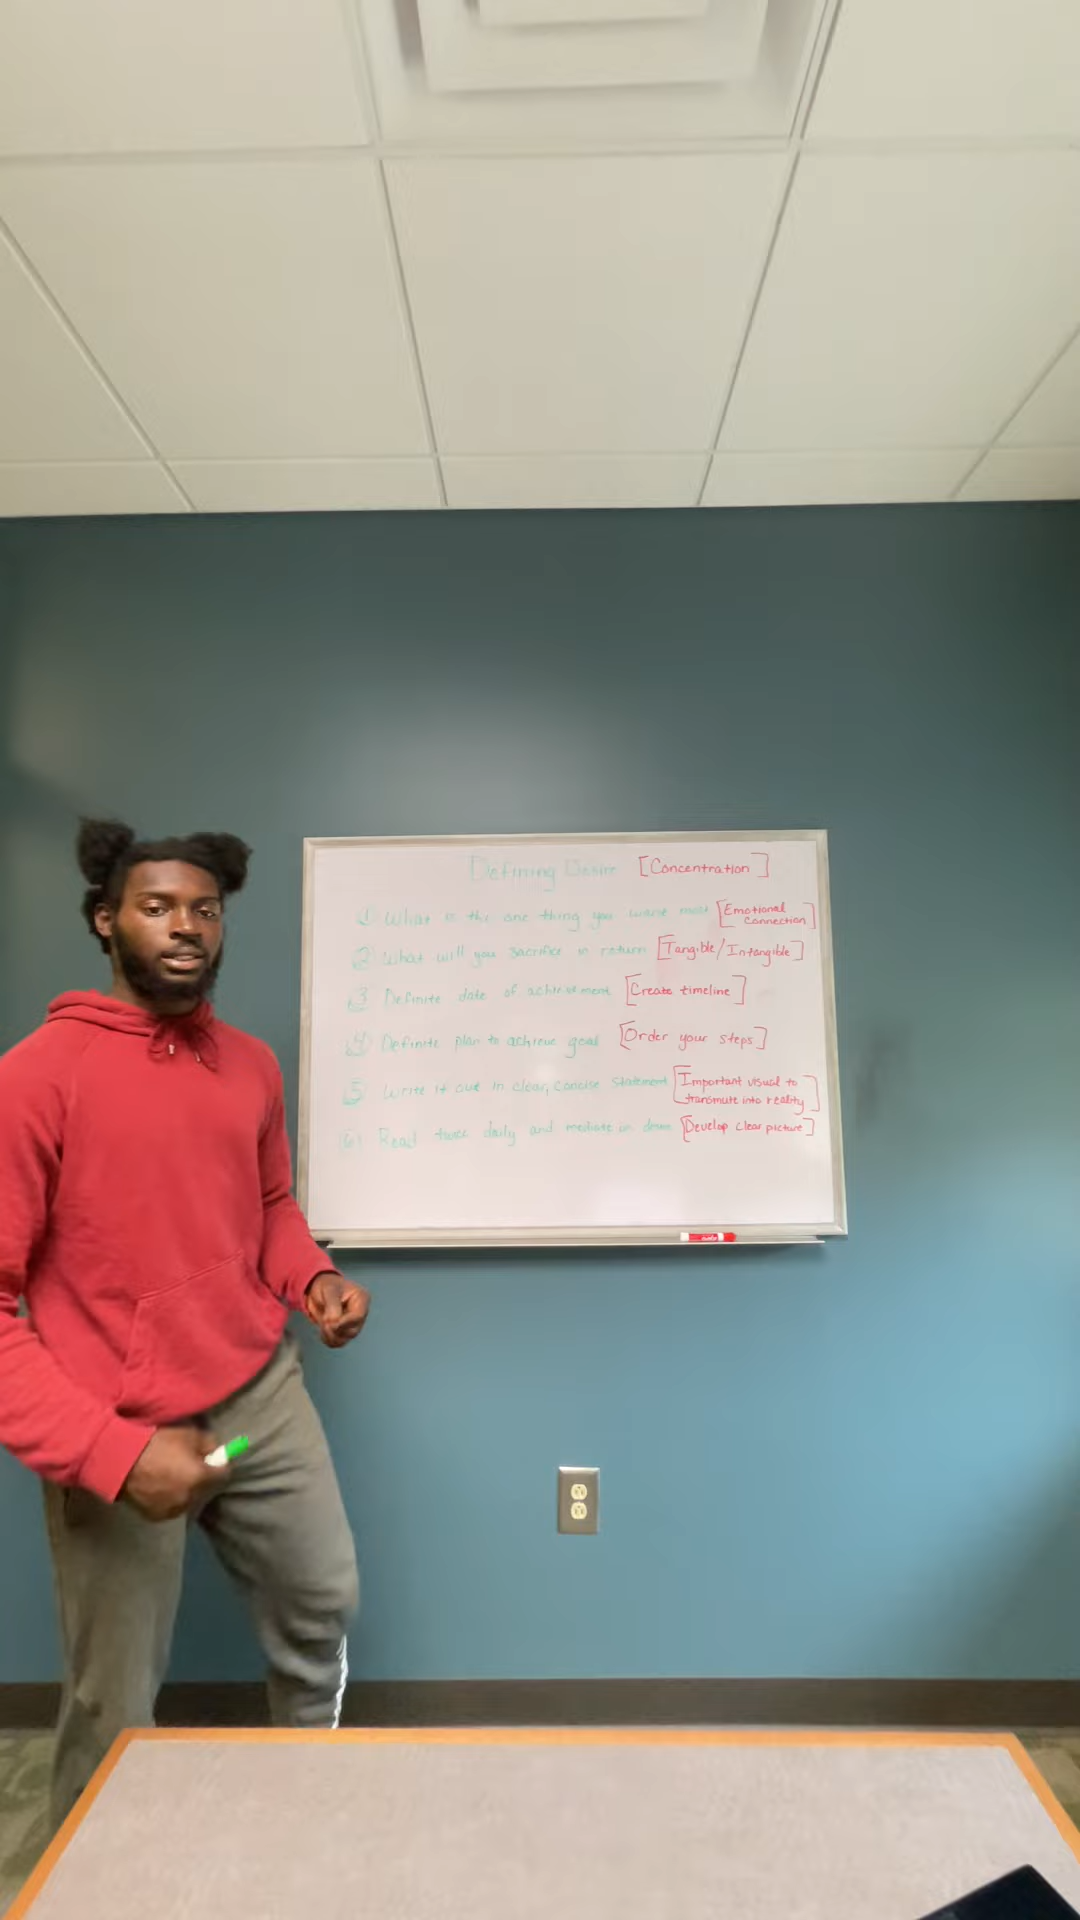 Defining Desire [Concentration]
① What is the one thing you want most [Emotional Connection]
② What will you sacrifice in return [Tangible/Intangible]
③ Definite date of achievement [Create timeline]
④ Definite plan to achieve goal [Order your steps]
⑤ Write it out in clear, concise statement [Important visual to transmute into reality]
⑥ Read twice daily and mediate on [Develop clear picture]